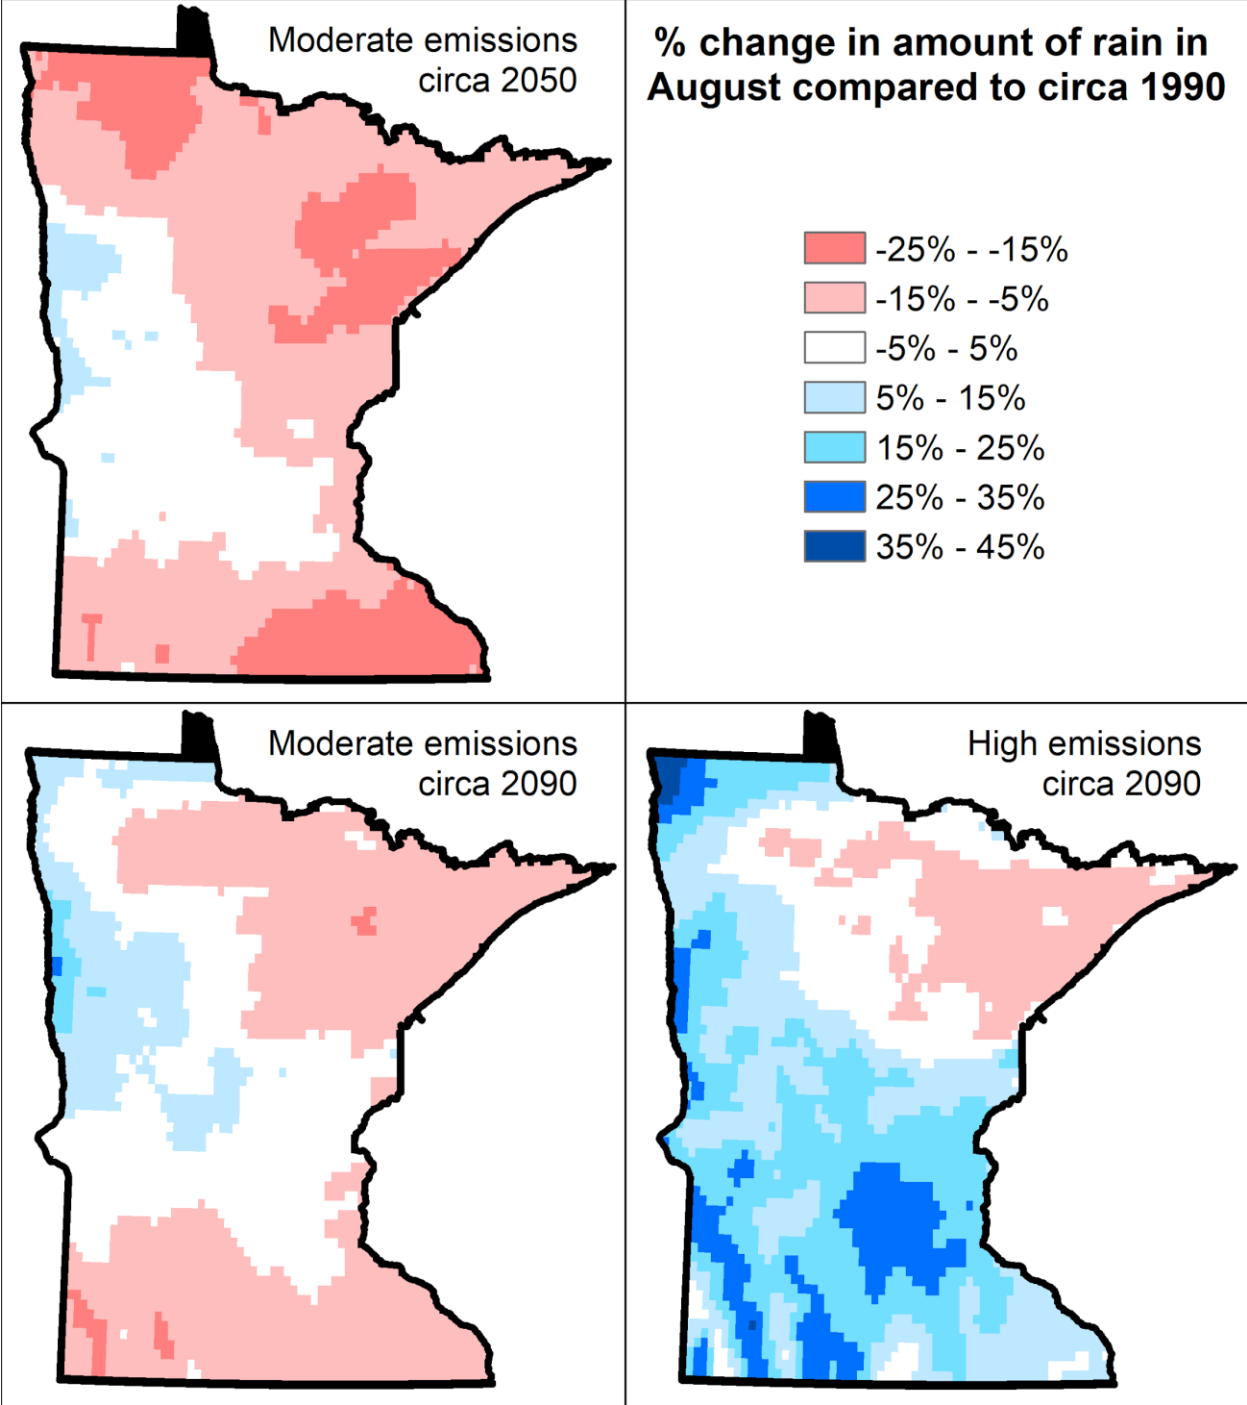 Moderate emissions
circa 2050
% change in amount of rain in
August compared to circa 1990
-25% - -15%
-15% - -5%
-5% - 5%
5% - 15%
15% - 25%
25% - 35%
35% - 45%
Moderate emissions
circa 2090
High emissions
circa 2090